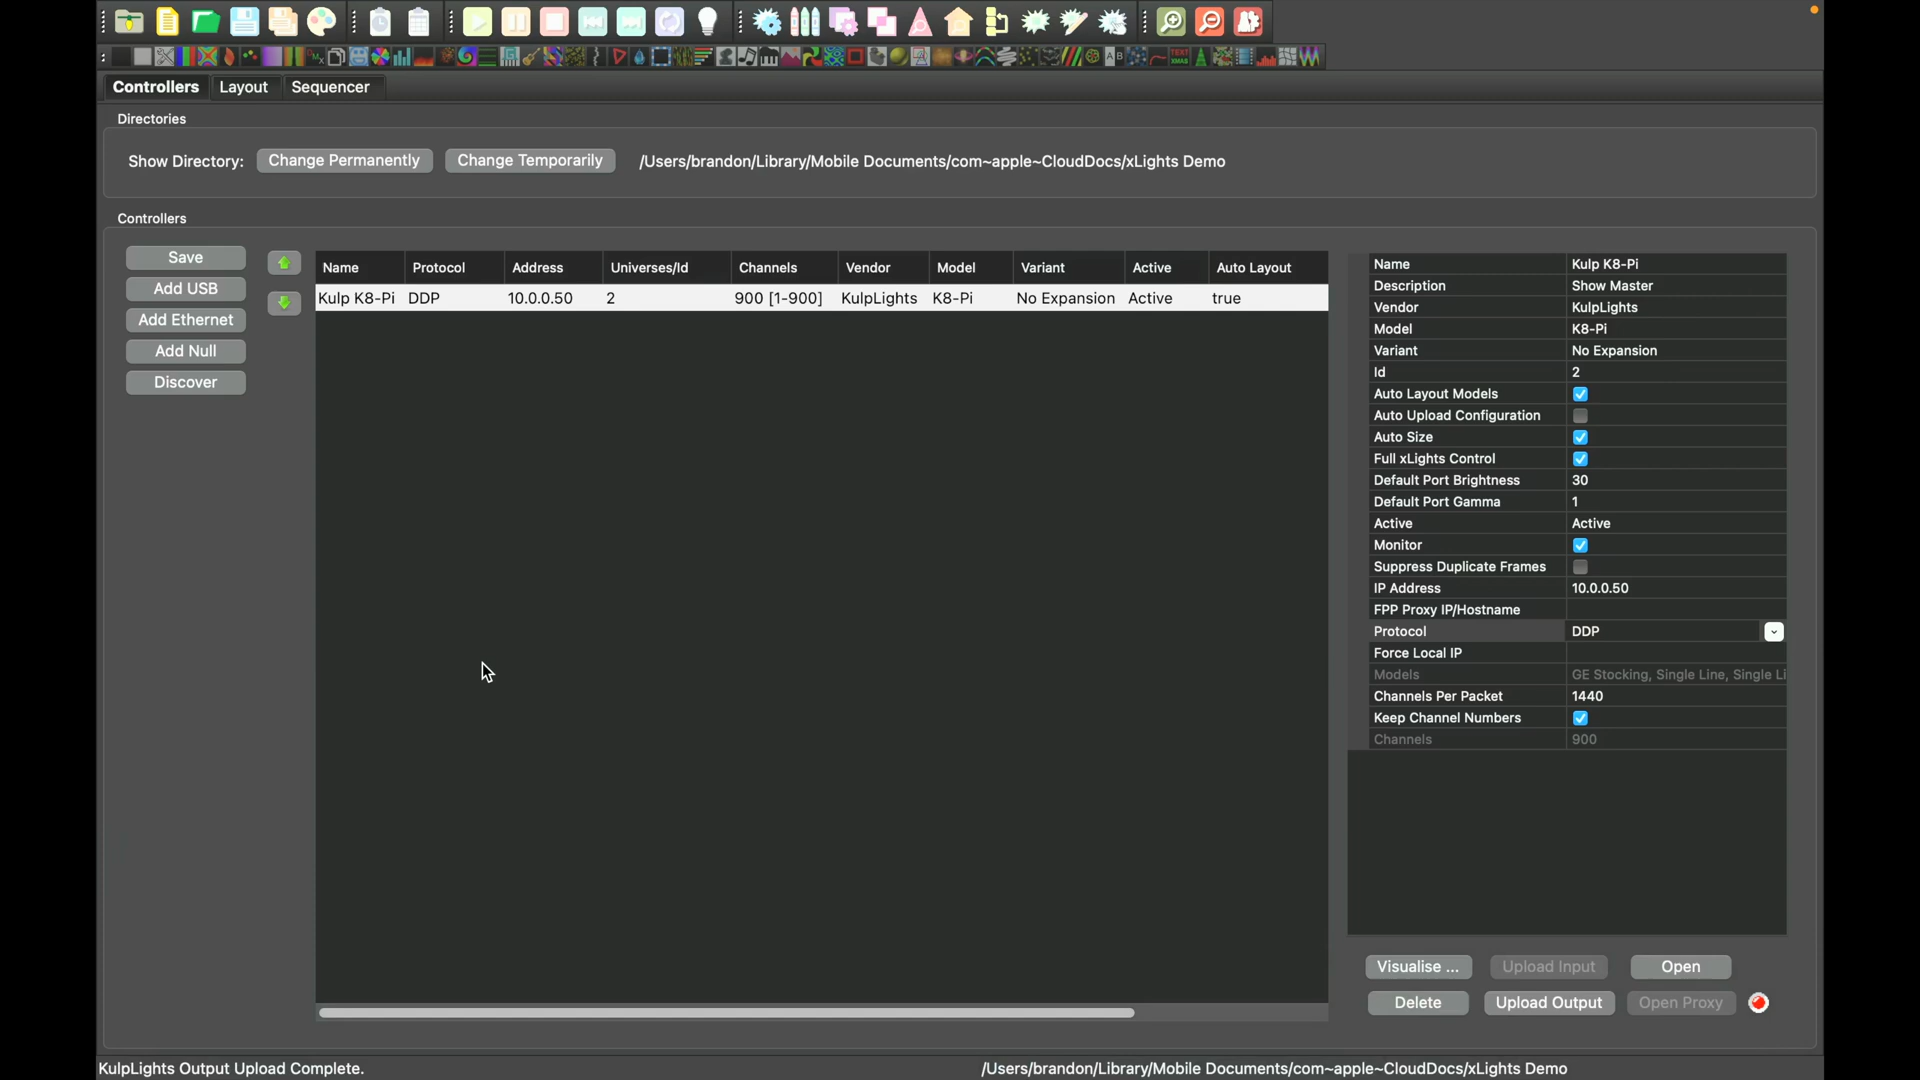 Controllers Layout Sequencer
Directories
Show Directory: Change Permanently Change Temporarily /Users/brandon/Library/Mobile Documents/com~apple~CloudDocs/xLights Demo
Controllers
Save
Add USB
Add Ethernet
Add Null
Discover
Name Protocol Address Universes/Id Channels Vendor Model Variant Active Auto Layout
Kulp K8-Pi DDP 10.0.0.50 2 900 [1-900] KulpLights K8-Pi No Expansion Active true
Name Kulp K8-Pi
Description Show Master
Vendor KulpLights
Model K8-Pi
Variant No Expansion
Id 2
Auto Layout Models
Auto Upload Configuration
Auto Size
Full xLights Control
Default Port Brightness 30
Default Port Gamma 1
Active Active
Monitor
Suppress Duplicate Frames
IP Address 10.0.0.50
FPP Proxy IP/Hostname
Protocol DDP
Force Local IP
Models GE Stocking, Single Line, Single Li
Channels Per Packet 1440
Keep Channel Numbers
Channels 900
Visualise ... Upload Input Open
Delete Upload Output Open Proxy
KulpLights Output Upload Complete. /Users/brandon/Library/Mobile Documents/com~apple~CloudDocs/xLights Demo